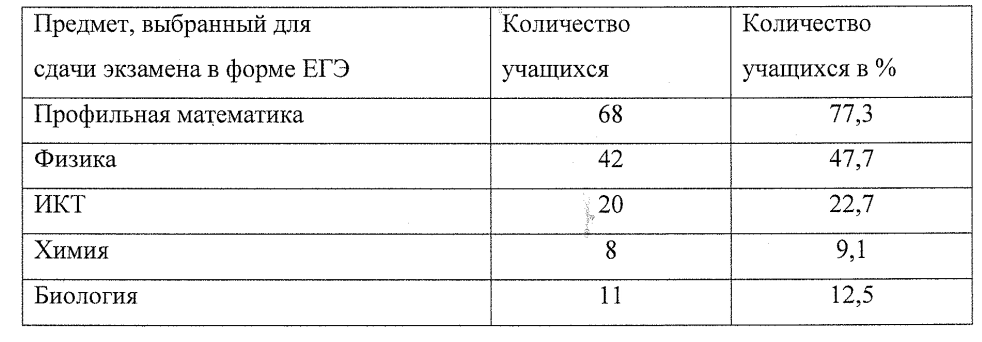 Предмет, выбранный для Количество Количество
сдачи экзамена в форме ЕГЭ учащихся учащихся в %
Профильная математика 68 77,3
Физика 42 47,7
ИКТ 20 22,7
Химия 8 9,1
Биология 11 12,5